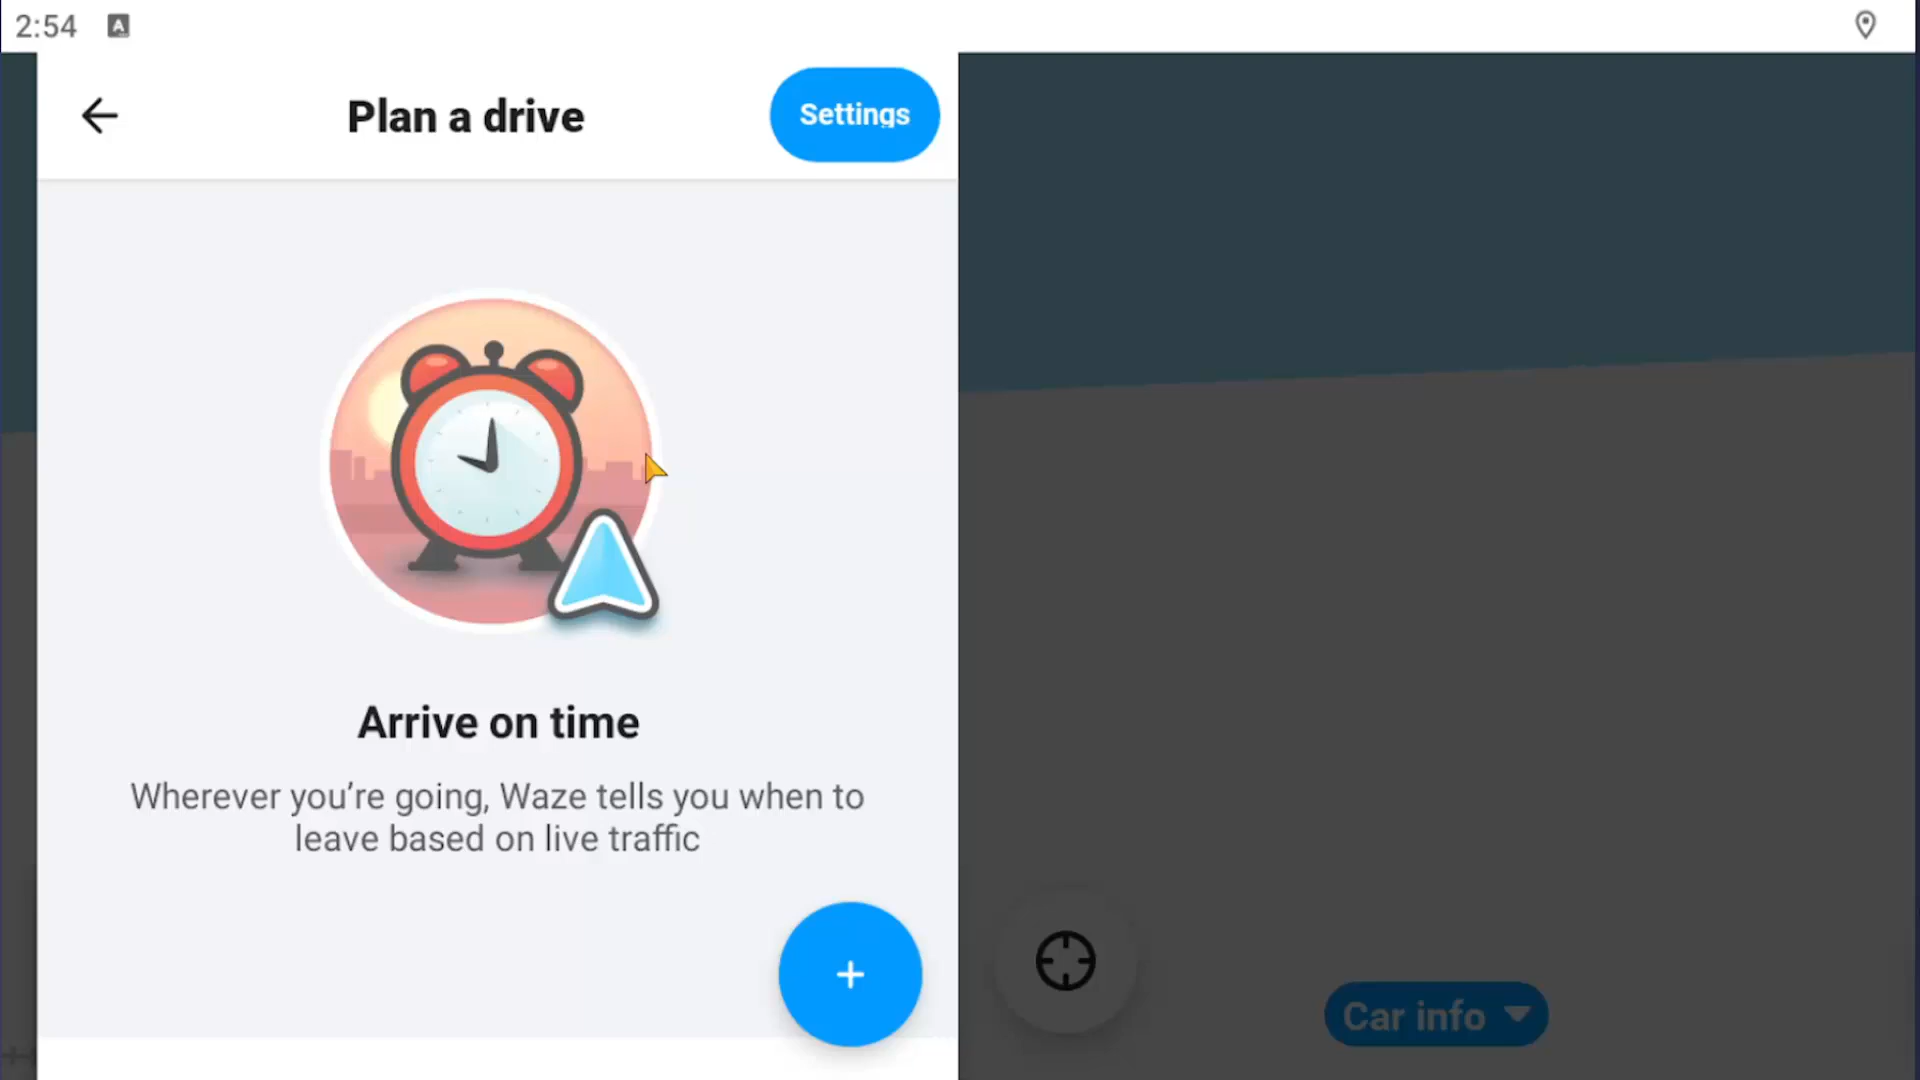 2:54
A
Plan a drive
Settings
Arrive on time
Wherever you’re going, Waze tells you when to
leave based on live traffic
+
Car info